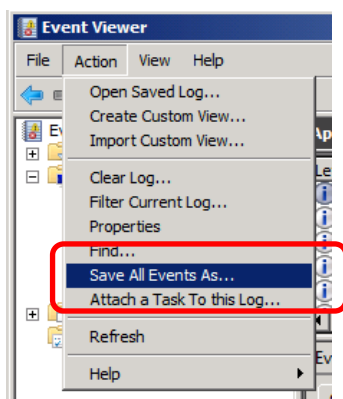 Event Viewer
File Action View Help
Open Saved Log...
Create Custom View...
Import Custom View...
Clear Log...
Filter Current Log...
Properties
Find...
Save All Events As...
Attach a Task To this Log...
Refresh
Help